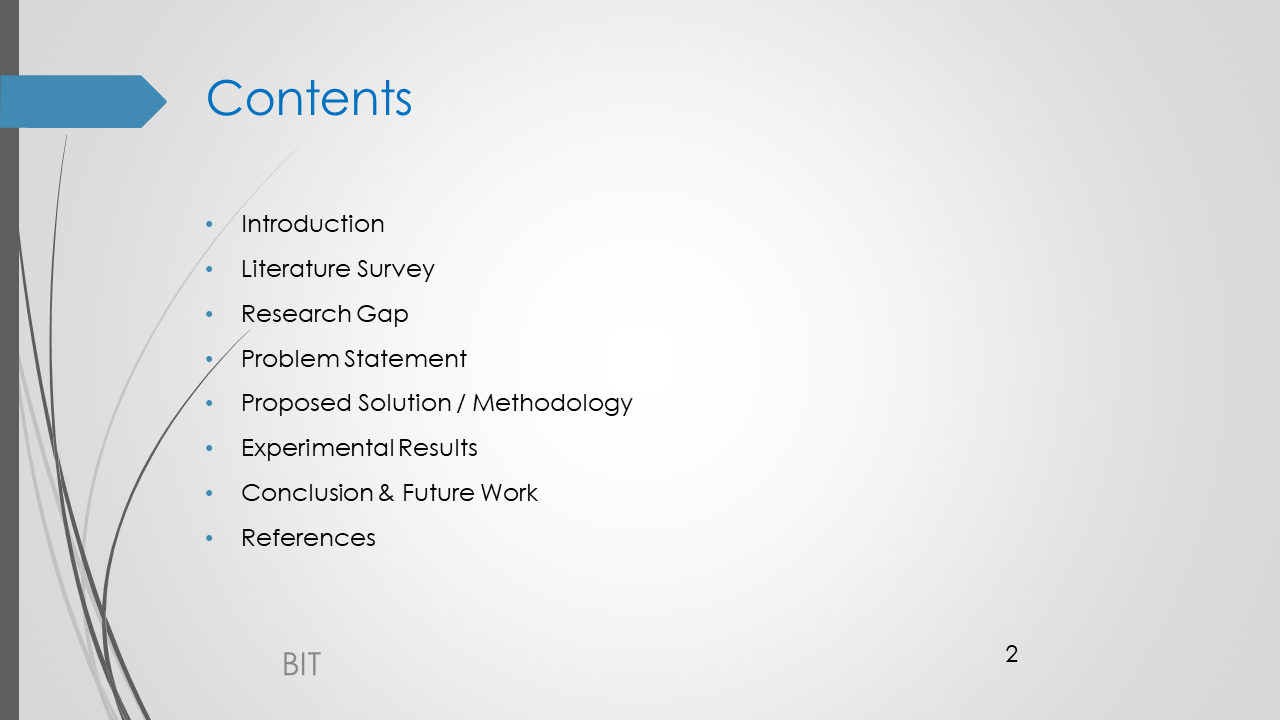 Contents
• Introduction
• Literature Survey
• Research Gap
• Problem Statement
• Proposed Solution / Methodology
• Experimental Results
• Conclusion & Future Work
• References
BIT
2